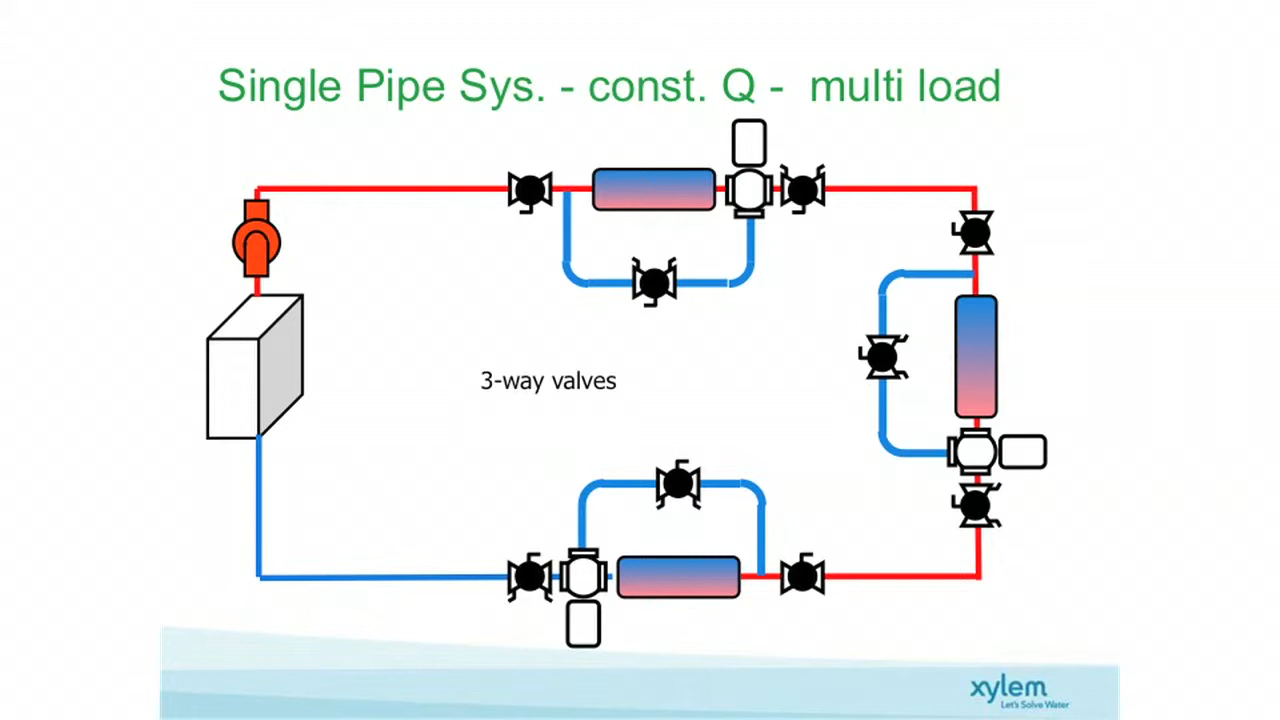 Single Pipe Sys. - const. Q - multi load
3-way valves
xylem
Let's Solve Water